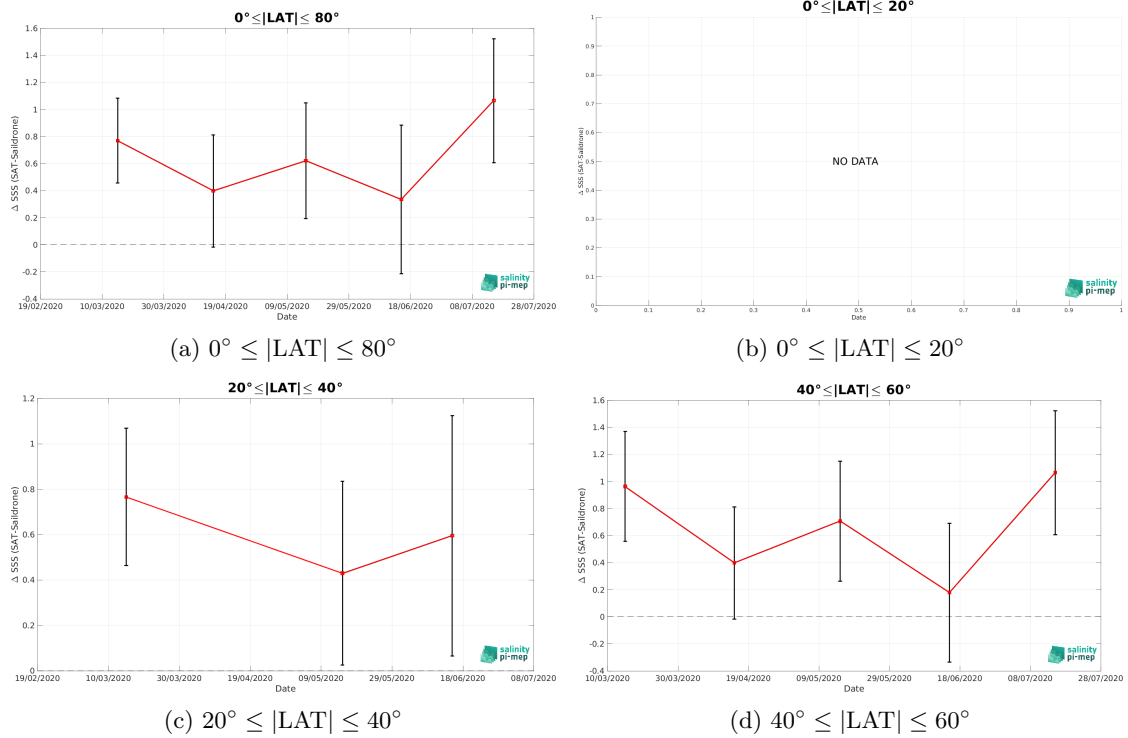 0°≤|LAT|≤ 80°
1.6
1.4
1.2
1
0.8
0.6
0.4
0.2
0
-0.2
-0.4
Δ SSS (SAT-Saildrone)
19/02/2020 10/03/2020 30/03/2020 19/04/2020 09/05/2020 29/05/2020 18/06/2020 08/07/2020 28/07/2020
Date
salinity
pi-mep
(a) 0° ≤ |LAT| ≤ 80°
0°≤|LAT|≤ 20°
1
0.9
0.8
0.7
0.6
0.5
0.4
0.3
0.2
0.1
0
Δ SSS (SAT-Saildrone)
NO DATA
0 0.1 0.2 0.3 0.4 0.5 0.6 0.7 0.8 0.9 1
Date
salinity
pi-mep
(b) 0° ≤ |LAT| ≤ 20°
20°≤|LAT|≤ 40°
1.2
1
0.8
0.6
0.4
0.2
0
Δ SSS (SAT-Saildrone)
19/02/2020 10/03/2020 30/03/2020 19/04/2020 09/05/2020 29/05/2020 18/06/2020 08/07/2020
Date
salinity
pi-mep
(c) 20° ≤ |LAT| ≤ 40°
40°≤|LAT|≤ 60°
1.6
1.4
1.2
1
0.8
0.6
0.4
0.2
0
-0.2
-0.4
Δ SSS (SAT-Saildrone)
10/03/2020 30/03/2020 19/04/2020 09/05/2020 29/05/2020 18/06/2020 08/07/2020 28/07/2020
Date
salinity
pi-mep
(d) 40° ≤ |LAT| ≤ 60°